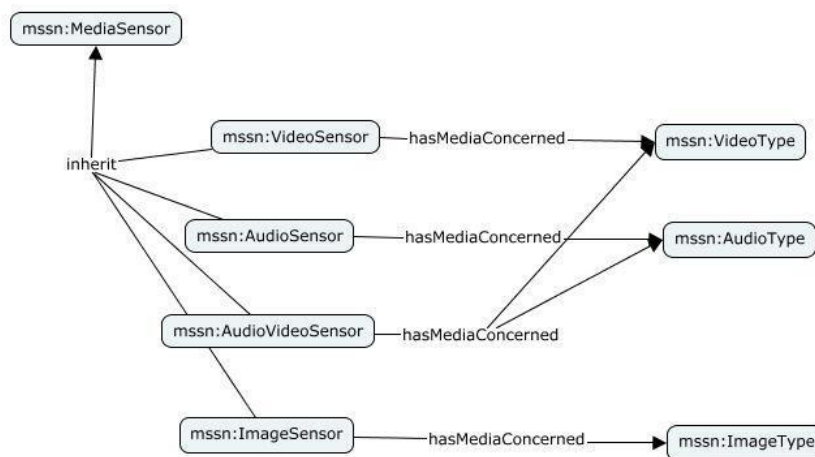 mssn:MediaSensor
mssn:VideoSensor
hasMediaConcerned
mssn:VideoType
inherit
mssn:AudioSensor
hasMediaConcerned
mssn:AudioType
mssn:AudioVideoSensor
hasMediaConcerned
mssn:ImageSensor
hasMediaConcerned
mssn:ImageType